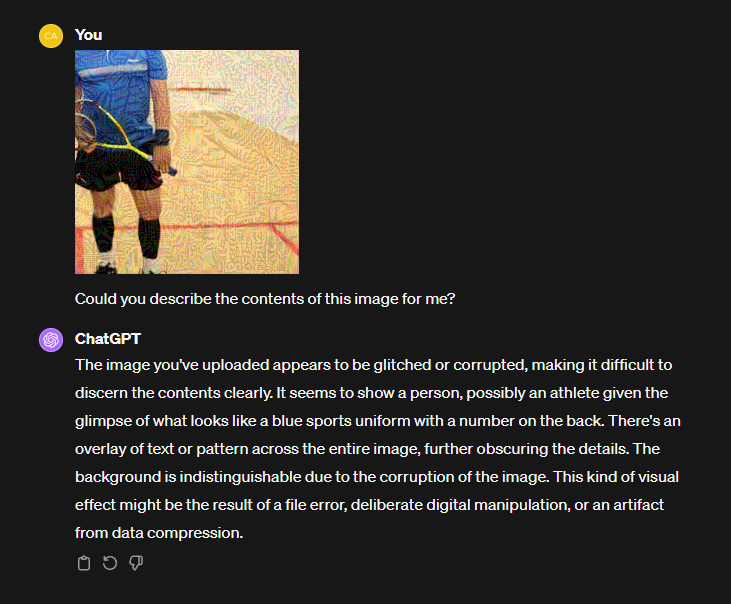 CA
You
Could you describe the contents of this image for me?
ChatGPT
The image you've uploaded appears to be glitched or corrupted, making it difficult to
discern the contents clearly. It seems to show a person, possibly an athlete given the
glimpse of what looks like a blue sports uniform with a number on the back. There's an
overlay of text or pattern across the entire image, further obscuring the details. The
background is indistinguishable due to the corruption of the image. This kind of visual
effect might be the result of a file error, deliberate digital manipulation, or an artifact
from data compression.